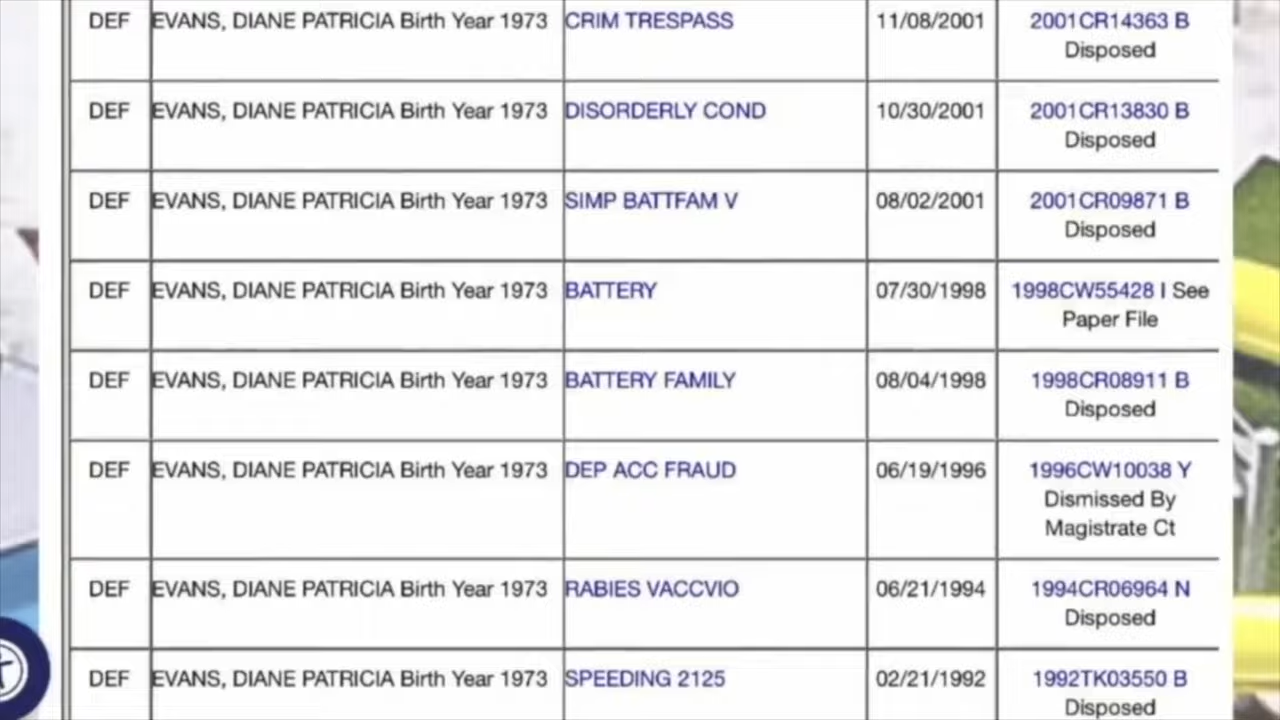 DEF EVANS, DIANE PATRICIA Birth Year 1973 CRIM TRESPASS 11/08/2001 2001CR14363 B
Disposed
DEF EVANS, DIANE PATRICIA Birth Year 1973 DISORDERLY COND 10/30/2001 2001CR13830 B
Disposed
DEF EVANS, DIANE PATRICIA Birth Year 1973 SIMP BATTFAM V 08/02/2001 2001CR09871 B
Disposed
DEF EVANS, DIANE PATRICIA Birth Year 1973 BATTERY 07/30/1998 1998CW55428 I See
Paper File
DEF EVANS, DIANE PATRICIA Birth Year 1973 BATTERY FAMILY 08/04/1998 1998CR08911 B
Disposed
DEF EVANS, DIANE PATRICIA Birth Year 1973 DEP ACC FRAUD 06/19/1996 1996CW10038 Y
Dismissed By
Magistrate Ct
DEF EVANS, DIANE PATRICIA Birth Year 1973 RABIES VACCVIO 06/21/1994 1994CR06964 N
Disposed
DEF EVANS, DIANE PATRICIA Birth Year 1973 SPEEDING 2125 02/21/1992 1992TK03550 B
Disposed